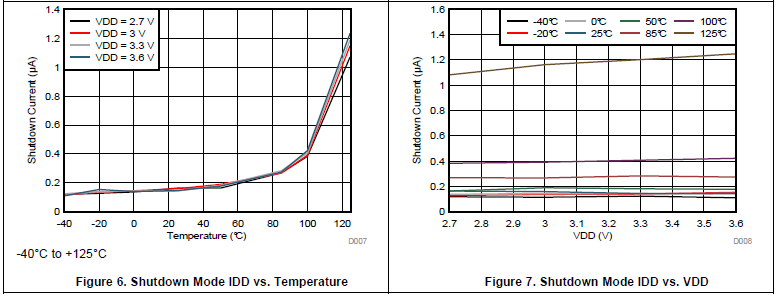 1.4
1.2
1
0.8
0.6
0.4
0.2
0
Shutdown Current (µA)
VDD = 2.7 V
VDD = 3 V
VDD = 3.3 V
VDD = 3.6 V
-40 -20 0 20 40 60 80 100 120
Temperature (°C)
D007
-40°C to +125°C
Figure 6. Shutdown Mode IDD vs. Temperature
1.6
1.4
1.2
1
0.8
0.6
0.4
0.2
0
Shutdown Current (µA)
-40°C 0°C 50°C 100°C
-20°C 25°C 85°C 125°C
2.7 2.8 2.9 3 3.1 3.2 3.3 3.4 3.5 3.6
VDD (V)
D008
Figure 7. Shutdown Mode IDD vs. VDD